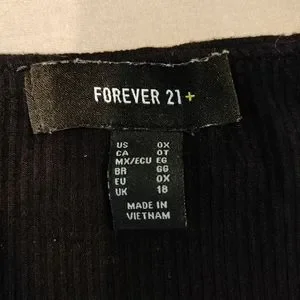 FOREVER 21+
US 0X
CA 0T
MX/ECU EG
BR GG
EU 0X
UK 18
MADE IN
VIETNAM